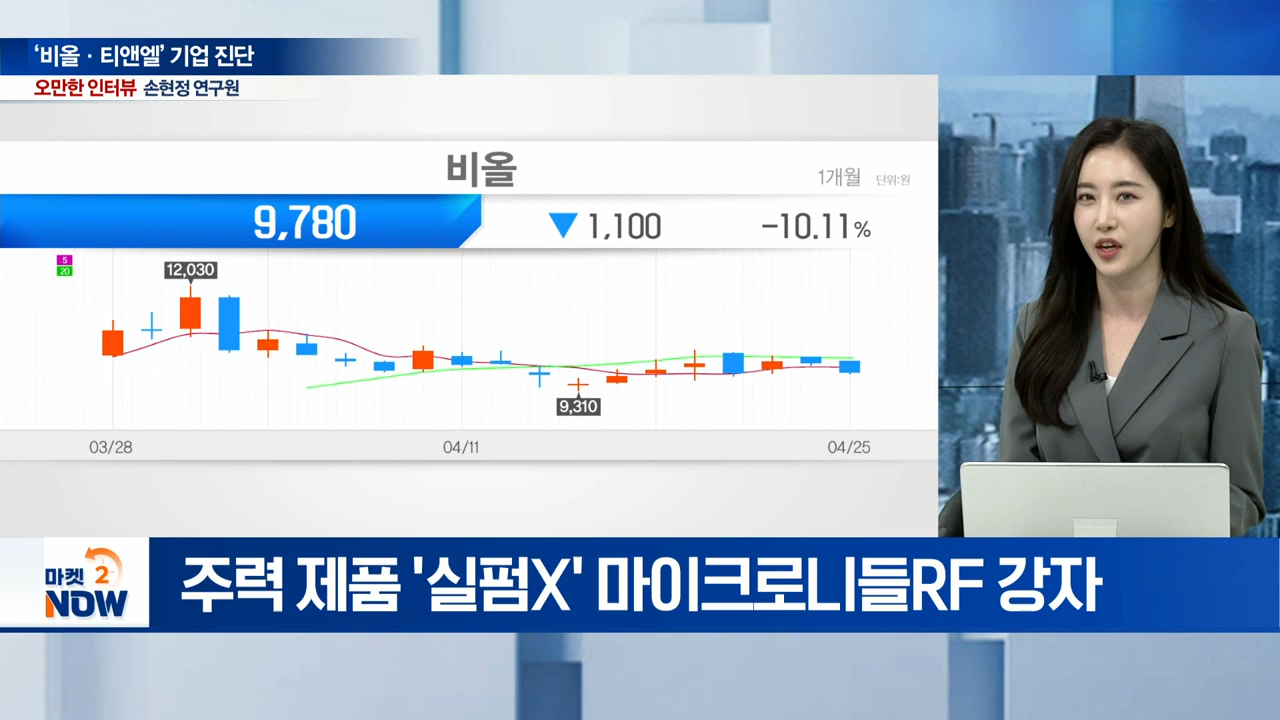 ‘비올 · 티앤엘’ 기업 진단
오만한 인터뷰 손현정 연구원
비올
1개월 단위:원
9,780 ▼ 1,100 -10.11%
5
20
12,030
9,310
03/28 04/11 04/25
마켓 2
NOW
주력 제품 '실펌X' 마이크로니들RF 강자